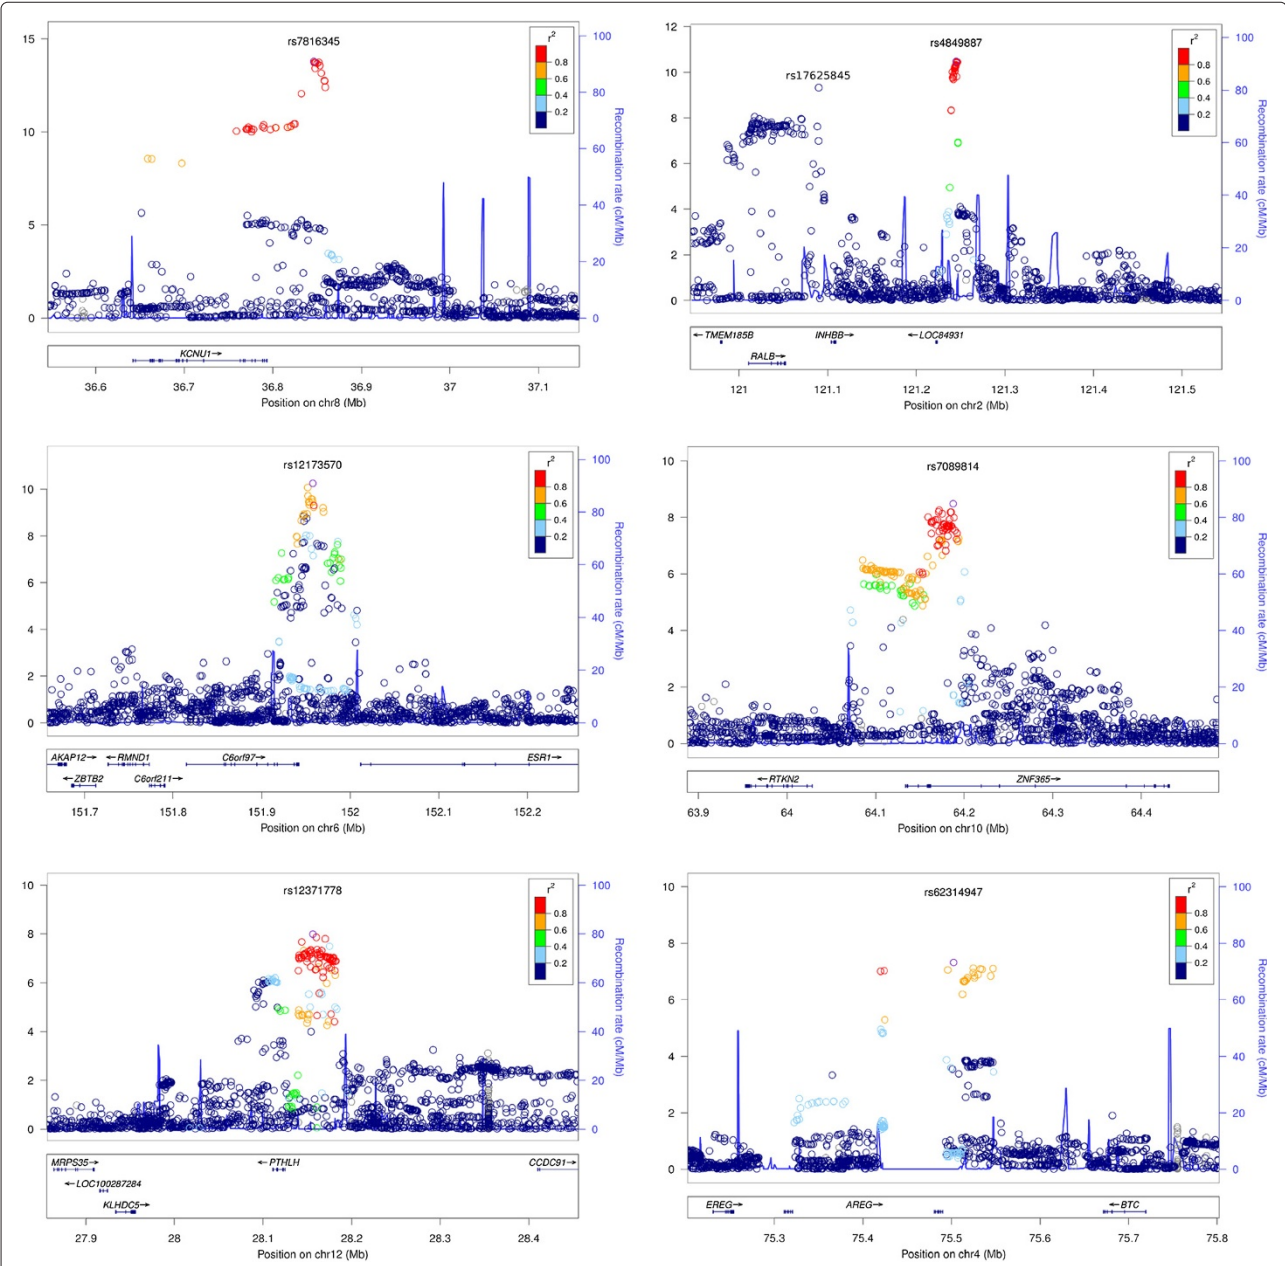 rs7816345
r2
0.8
0.6
0.4
0.2
15
10
5
0
100
80
60
40
20
0
Recombination rate (cM/Mb)
KCNU1→
36.6 36.7 36.8 36.9 37 37.1
Position on chr8 (Mb)
rs4849887
rs17625845
r2
0.8
0.6
0.4
0.2
12
10
8
6
4
2
0
100
80
60
40
20
0
Recombination rate (cM/Mb)
←TMEM185B INHBB→ ←LOC84931
RALB→
121 121.1 121.2 121.3 121.4 121.5
Position on chr2 (Mb)
rs12173570
r2
0.8
0.6
0.4
0.2
10
8
6
4
2
0
100
80
60
40
20
0
Recombination rate (cM/Mb)
AKAP12→ ←RMND1 C6orf97→ ESR1→
←ZBTB2 C6orf211→
151.7 151.8 151.9 152 152.1 152.2
Position on chr6 (Mb)
rs7089814
r2
0.8
0.6
0.4
0.2
10
8
6
4
2
0
100
80
60
40
20
0
Recombination rate (cM/Mb)
←RTKN2 ZNF365→
63.9 64 64.1 64.2 64.3 64.4
Position on chr10 (Mb)
rs12371778
r2
0.8
0.6
0.4
0.2
10
8
6
4
2
0
100
80
60
40
20
0
Recombination rate (cM/Mb)
MRPS35→ ←PTHLH CCDC91→
←LOC100287284
KLHDC5→
27.9 28 28.1 28.2 28.3 28.4
Position on chr12 (Mb)
rs62314947
r2
0.8
0.6
0.4
0.2
10
8
6
4
2
0
100
80
60
40
20
0
Recombination rate (cM/Mb)
EREG→ AREG→ ←BTC
75.3 75.4 75.5 75.6 75.7 75.8
Position on chr4 (Mb)